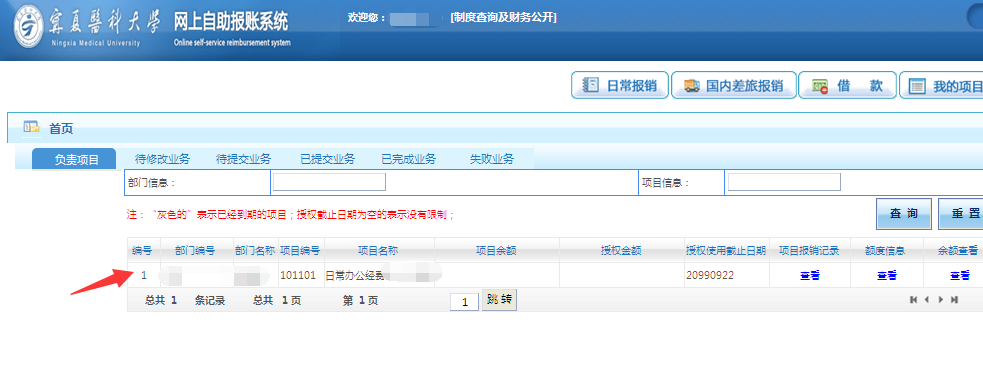 宁夏医科大学
Ningxia Medical University
网上自助报账系统
Online self-service reimbursement system
欢迎您：
[制度查询及财务公开]
日常报销
国内差旅报销
借 款
我的项目
首页
负责项目 待修改业务 待提交业务 已提交业务 已完成业务 失败业务
部门信息：
项目信息：
注：“灰色的”表示已经到期的项目；授权截止日期为空的表示没有限制；
查 询
重 置
编号 部门编号 部门名称 项目编号 项目名称 项目余额 授权金额 授权使用截止日期 项目报销记录 额度信息 余额查看
1 101101 日常办公经费 20990922 查看 查看 查看
总共 1 条记录 总共 1 页 第 1 页 1 跳 转